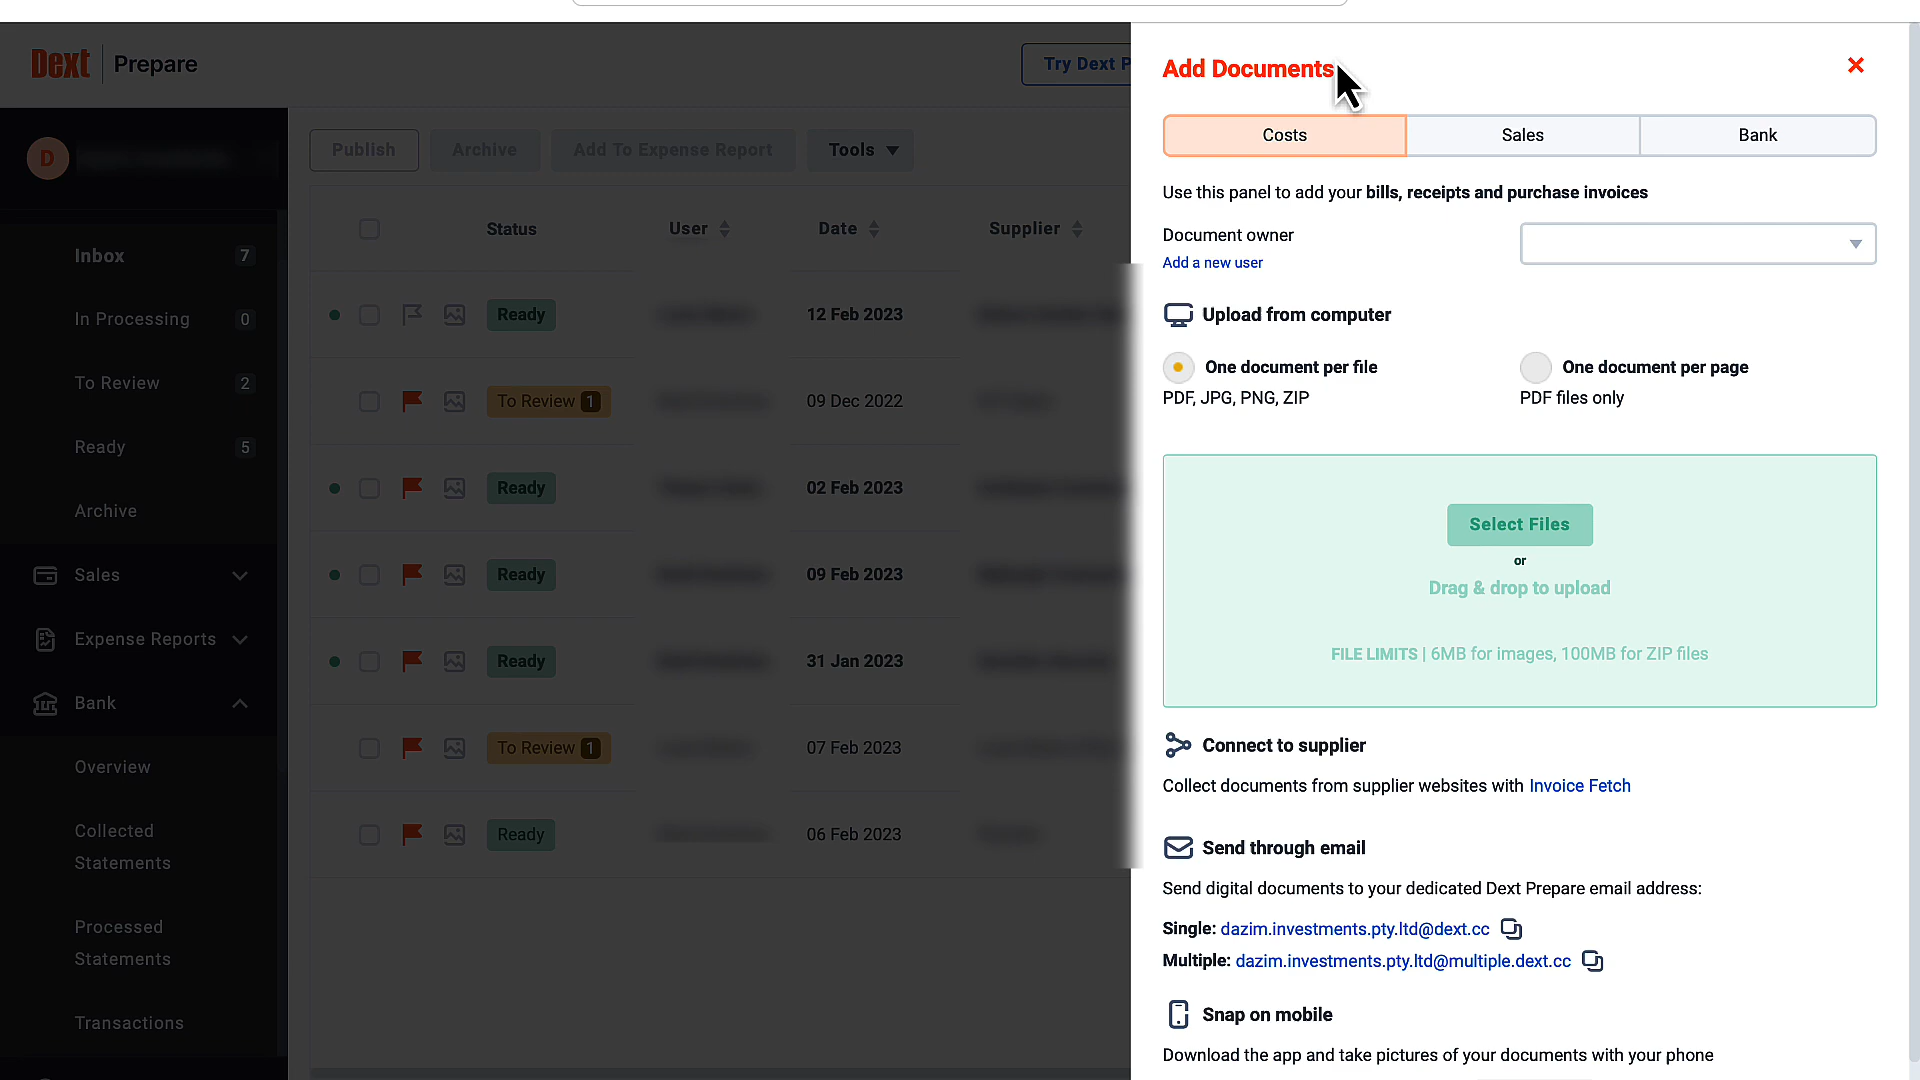 Dext Prepare
Try Dext P
D
Inbox 7
In Processing 0
To Review 2
Ready 5
Archive
Sales
Expense Reports
Bank
Overview
Collected
Statements
Processed
Statements
Transactions
Publish Archive Add To Expense Report Tools
Status User Date Supplier
Ready 12 Feb 2023
To Review 1 09 Dec 2022
Ready 02 Feb 2023
Ready 09 Feb 2023
Ready 31 Jan 2023
To Review 1 07 Feb 2023
Ready 06 Feb 2023
Add Documents
Costs Sales Bank
Use this panel to add your bills, receipts and purchase invoices
Document owner
Add a new user
Upload from computer
One document per file One document per page
PDF, JPG, PNG, ZIP PDF files only
Select Files
or
Drag & drop to upload
FILE LIMITS | 6MB for images, 100MB for ZIP files
Connect to supplier
Collect documents from supplier websites with Invoice Fetch
Send through email
Send digital documents to your dedicated Dext Prepare email address:
Single: dazim.investments.pty.ltd@dext.cc
Multiple: dazim.investments.pty.ltd@multiple.dext.cc
Snap on mobile
Download the app and take pictures of your documents with your phone